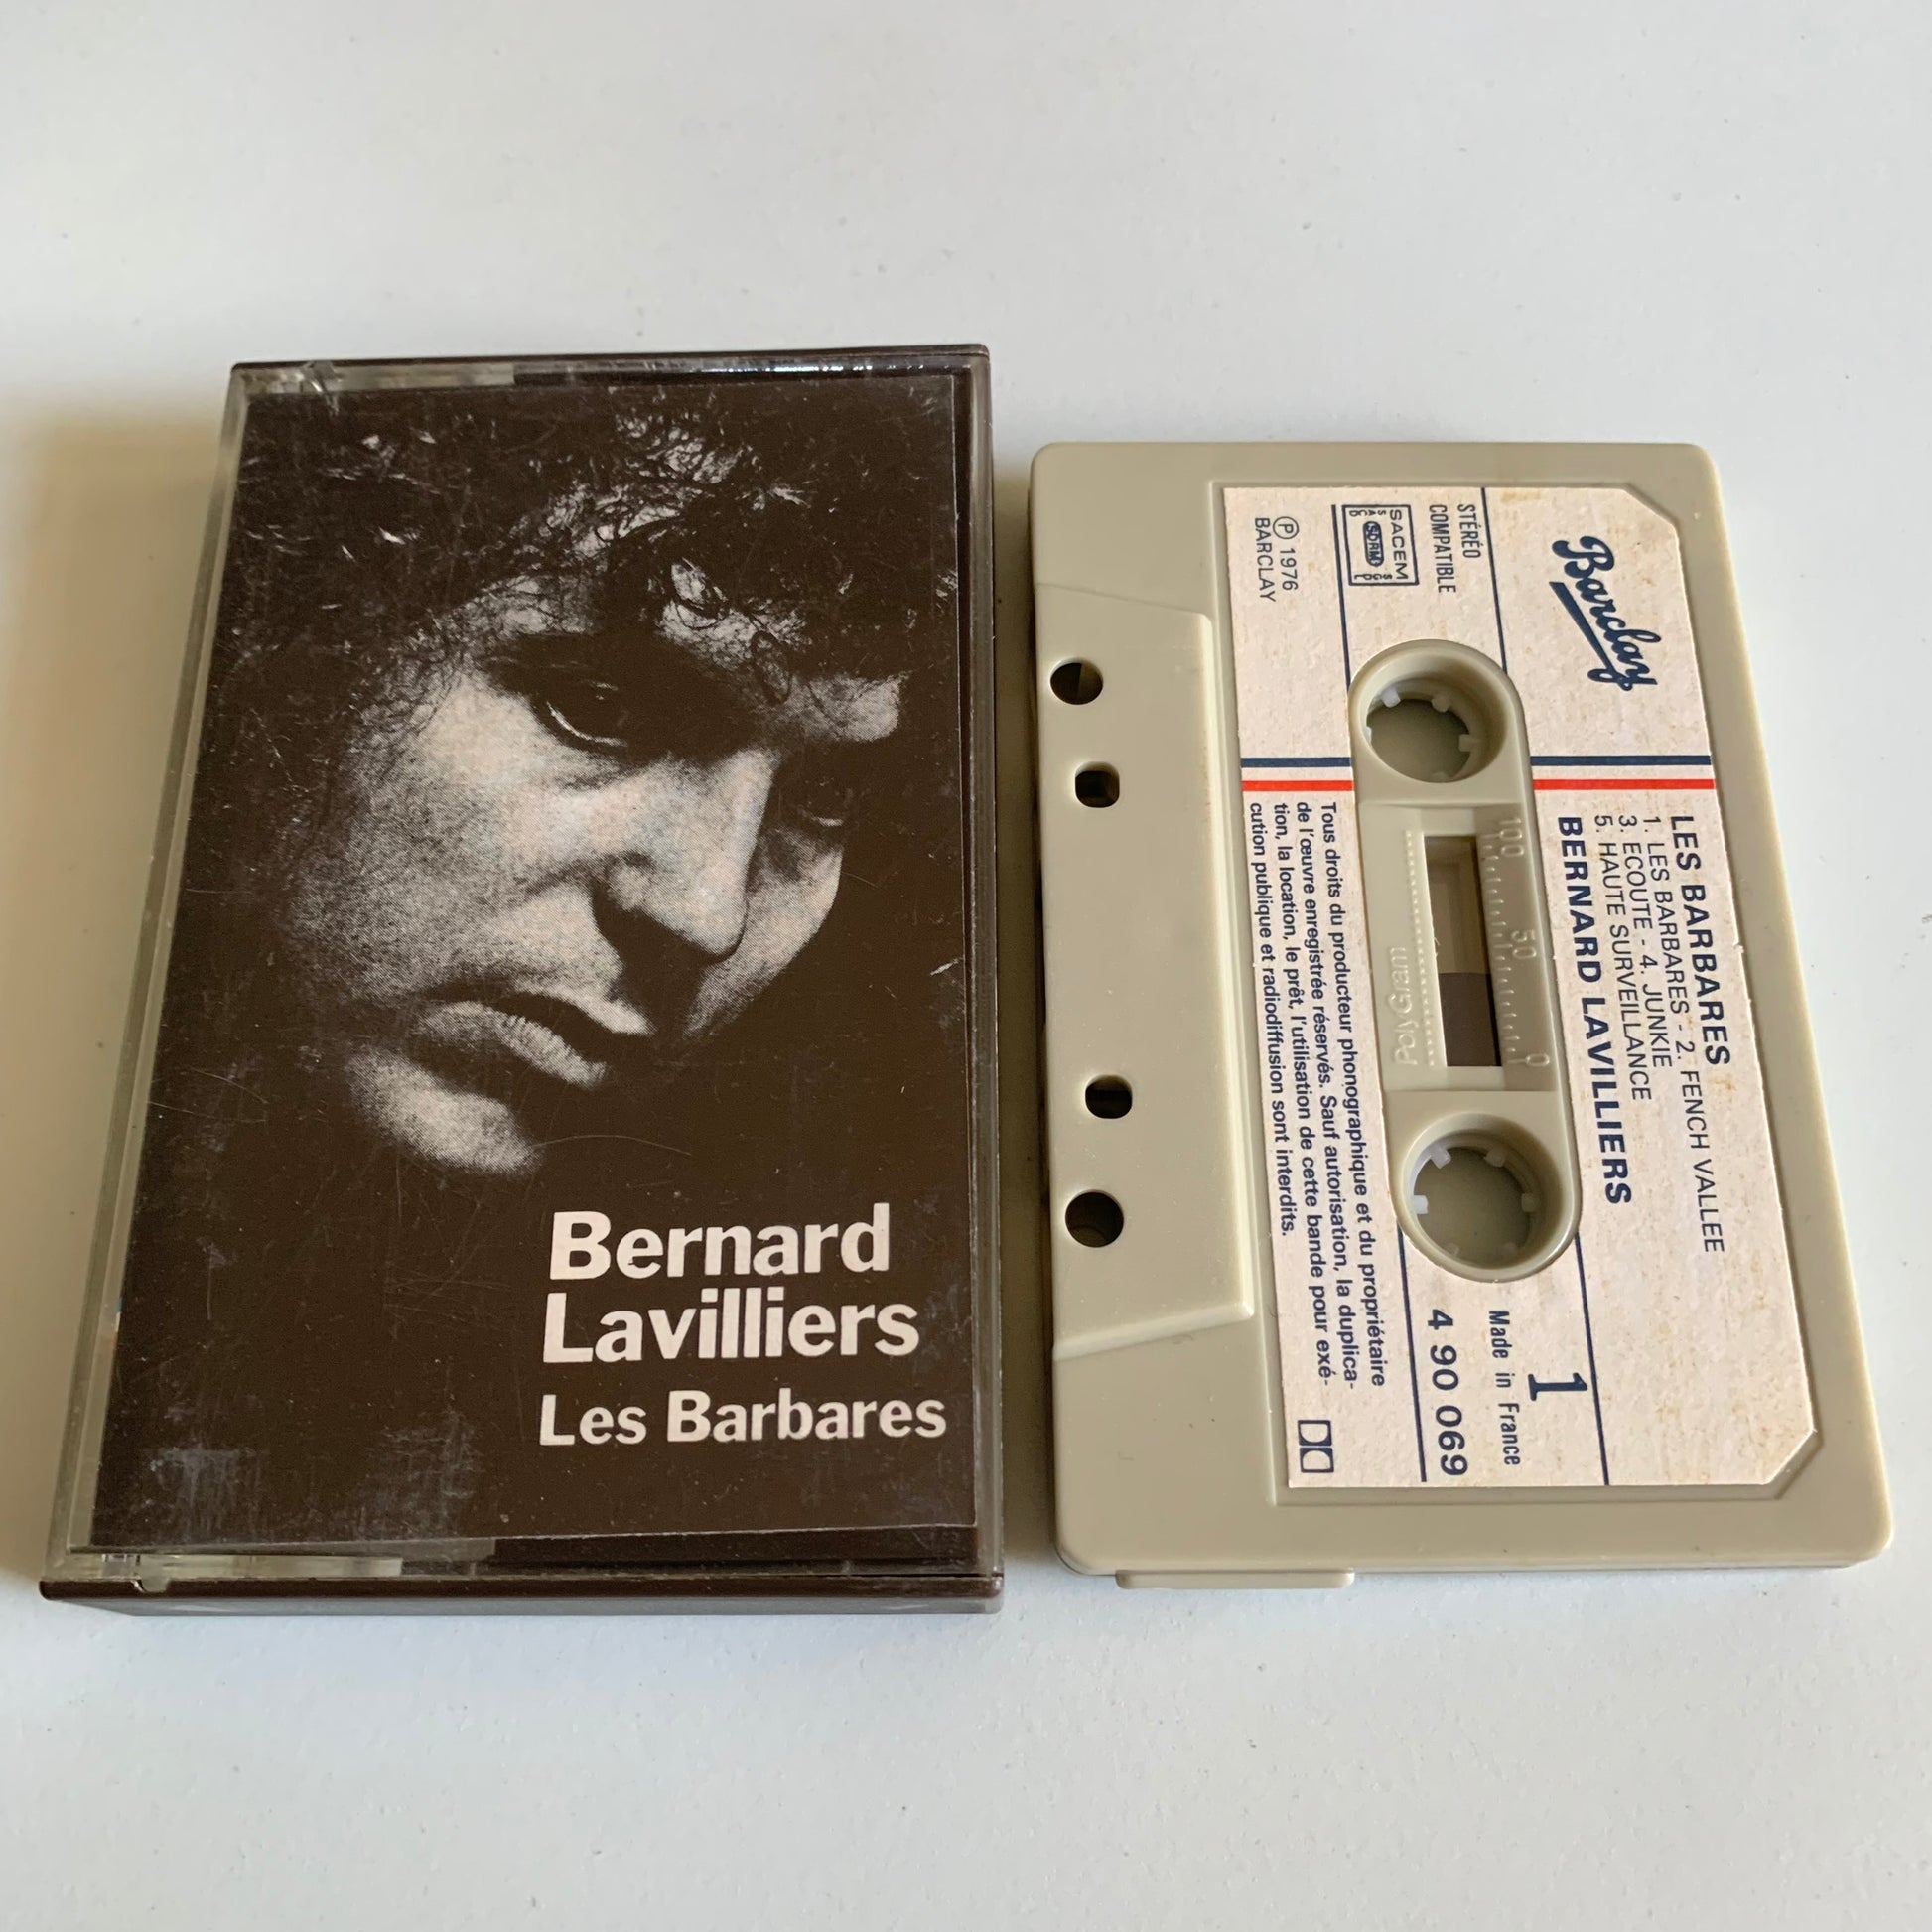 Bernard
Lavilliers
Les Barbares
Barclay
LES BARBARES
1. LES BARBARES - 2. FENCH VALLEE
3. ECOUTE - 4. JUNKIE
5. HAUTE SURVEILLANCE
BERNARD LAVILLIERS
STÉRÉO
COMPATIBLE
SACEM
SDRM
SACD
SGDL
℗ 1976
BARCLAY
100 50 0
PolyGram
1
Made in France
4 90 069
Tous droits du producteur phonographique et du propriétaire
de l'œuvre enregistrée réservés. Sauf autorisation, la duplica-
tion, la location, le prêt, l'utilisation de cette bande pour exé-
cution publique et radiodiffusion sont interdits.